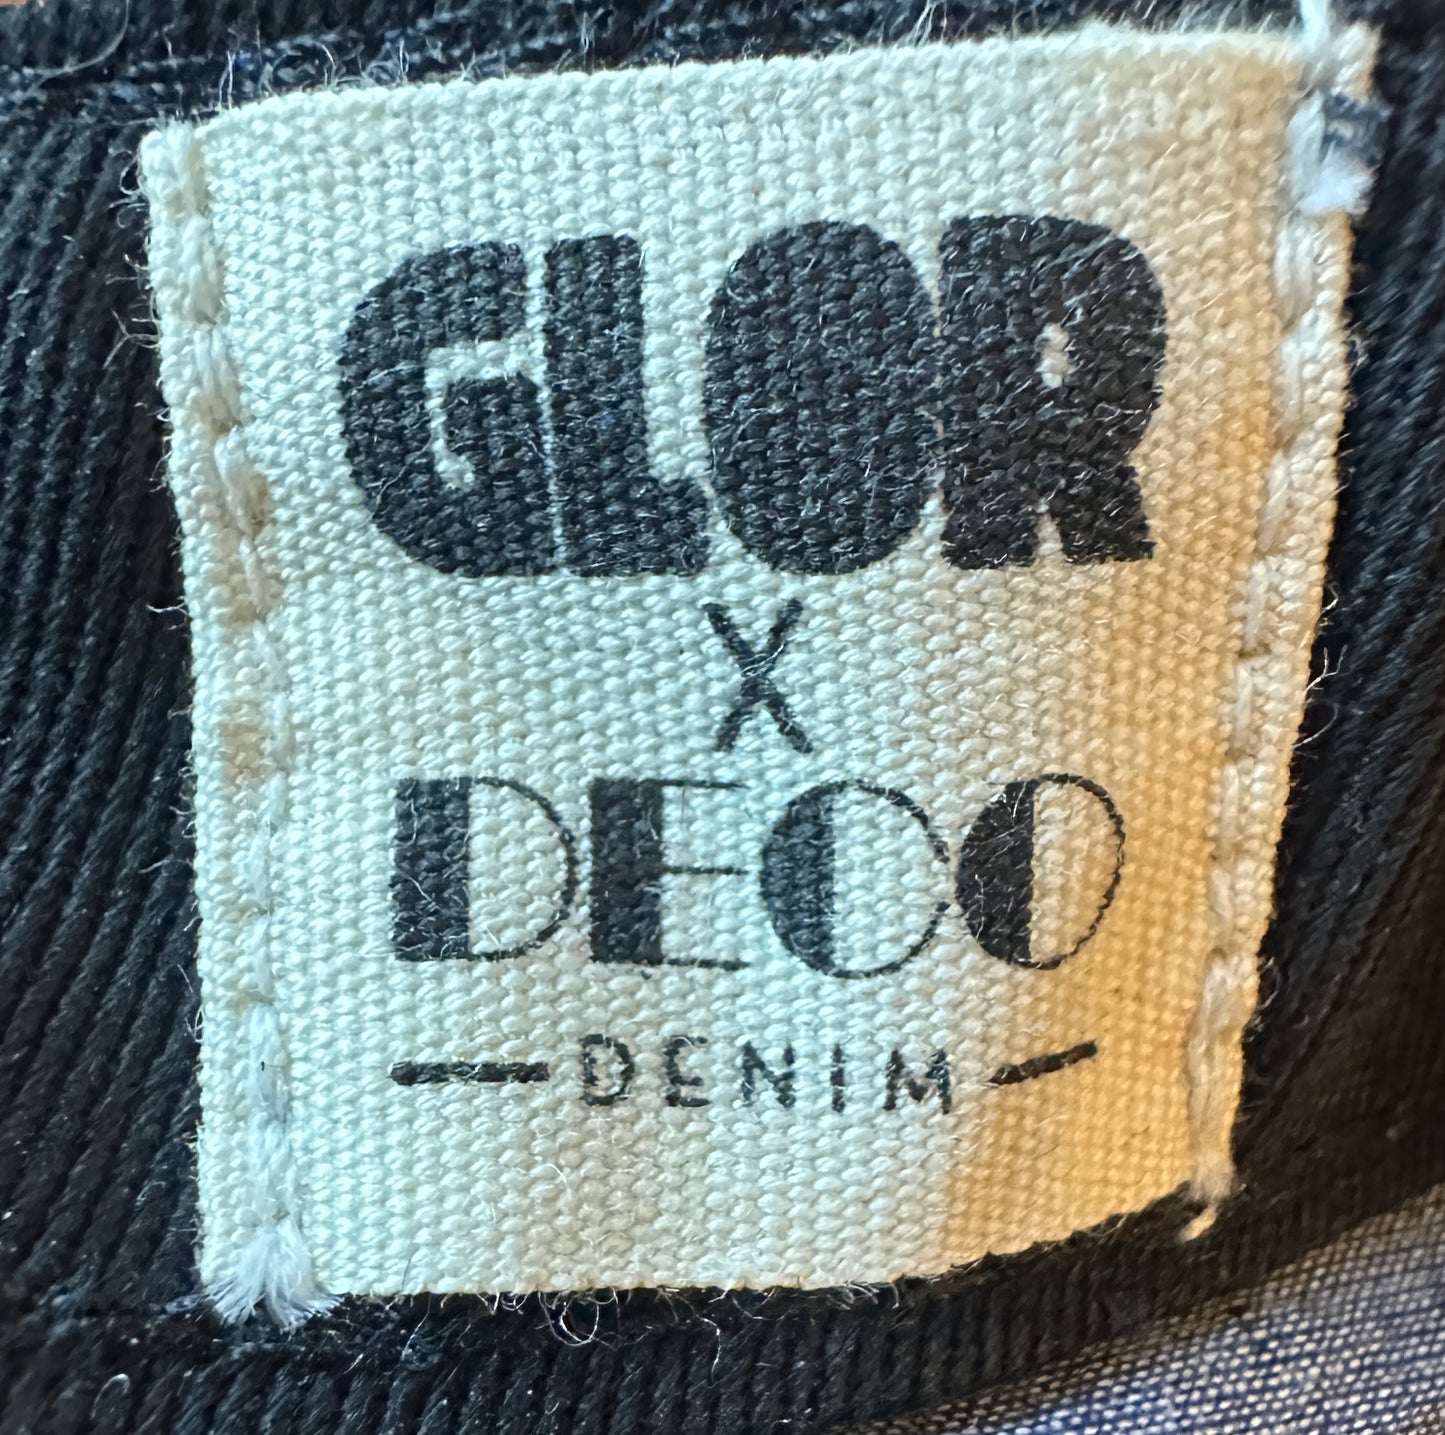 GLOR
X
DECO
— DENIM —